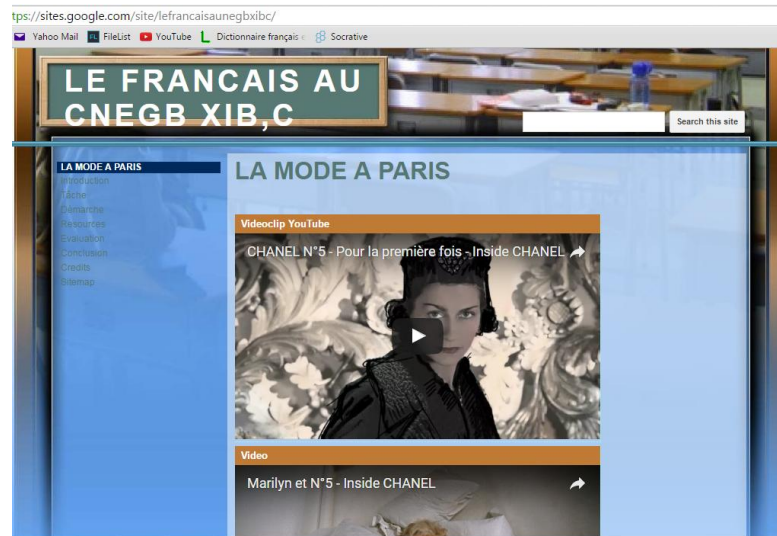 tps://sites.google.com/site/lefrancaisaunegbxibc/
Yahoo Mail FileList YouTube Dictionnaire français e Socrative
LE FRANCAIS AU
CNEGB XIB,C
Search this site
LA MODE A PARIS
Introduction
Tâche
Démarche
Resources
Evaluation
Conclusion
Credits
Sitemap
LA MODE A PARIS
Videoclip YouTube
CHANEL N°5 - Pour la première fois - Inside CHANEL
Video
Marilyn et N°5 - Inside CHANEL